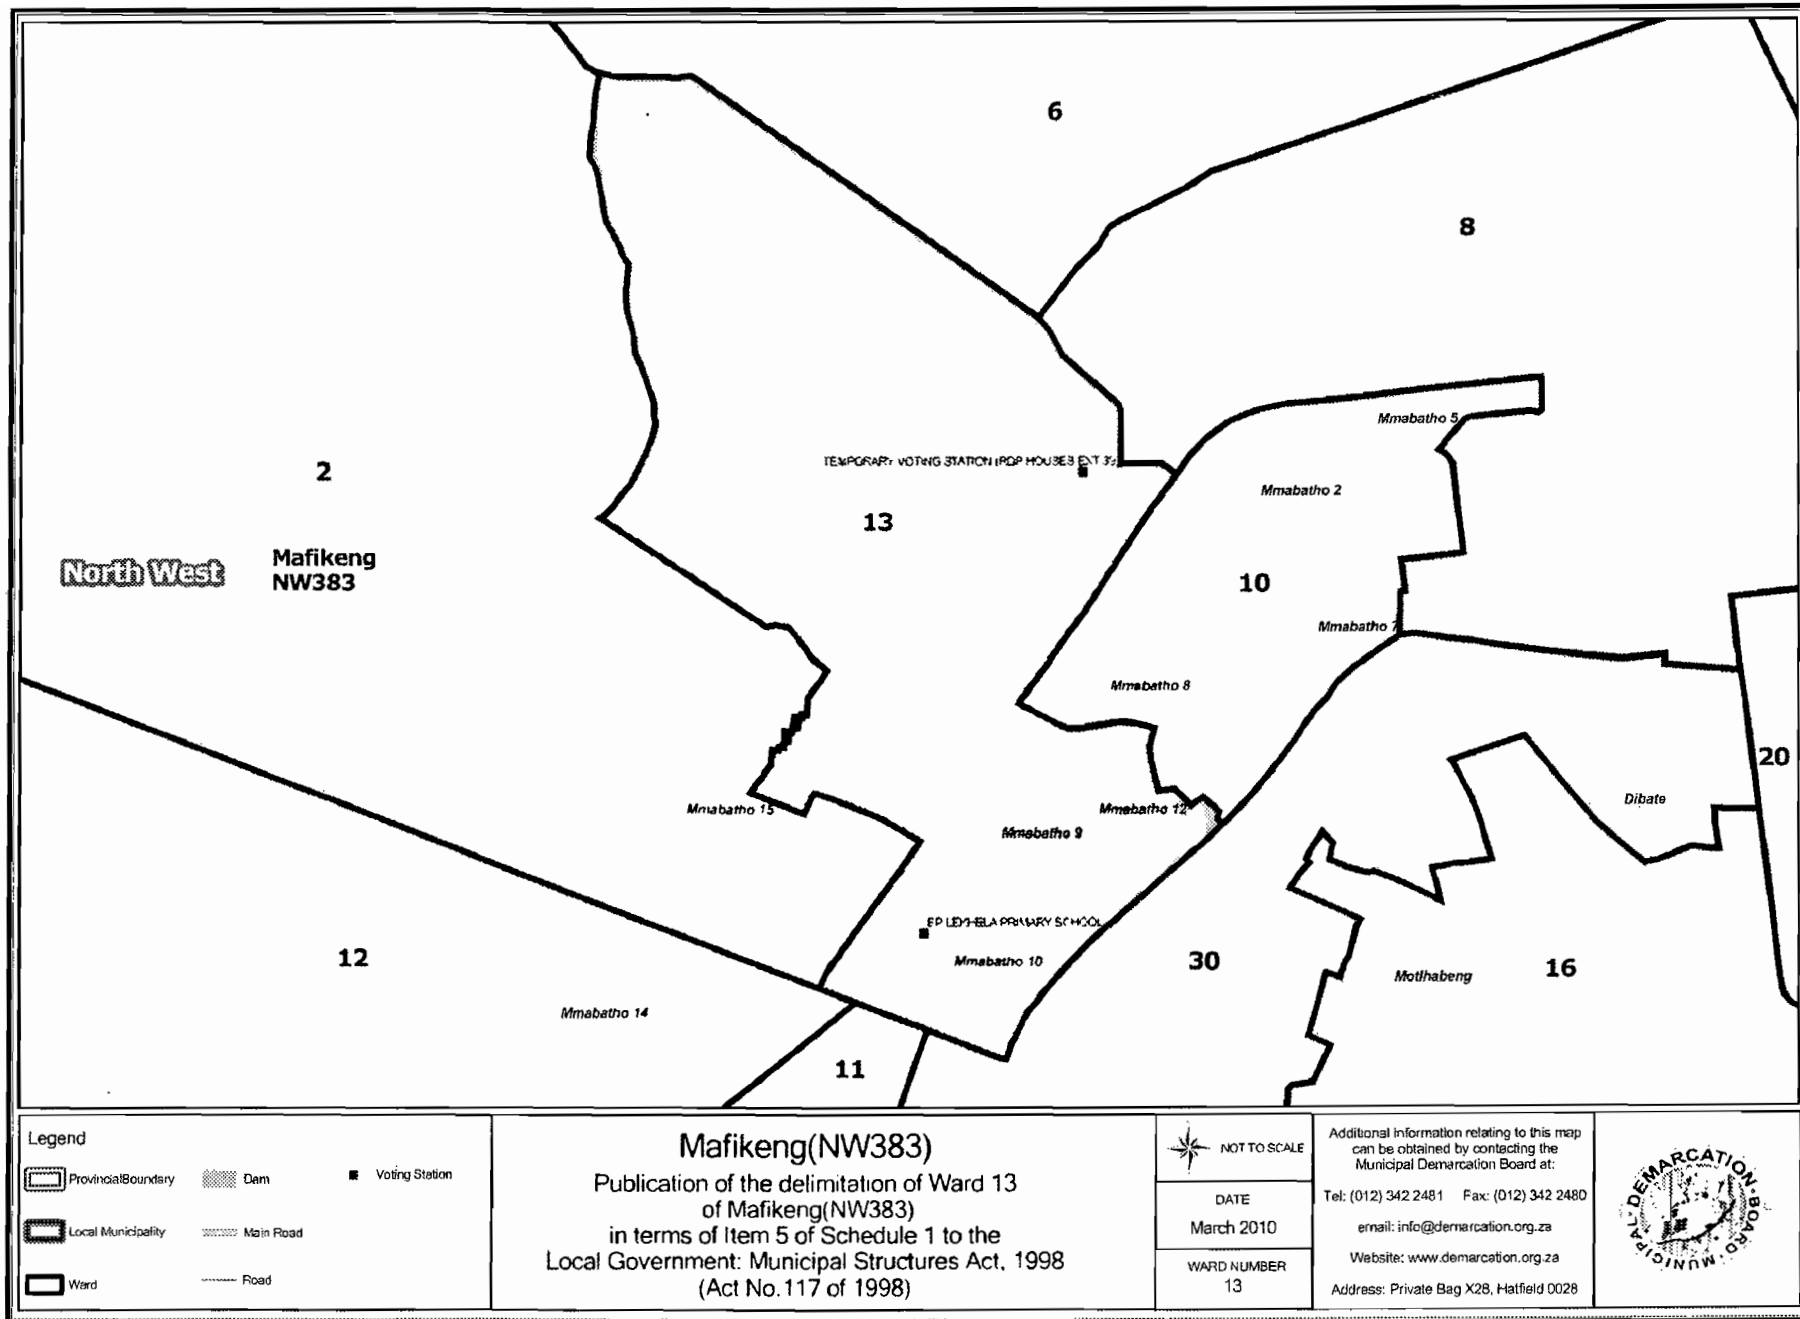 6
8
Mmabatho 5
2
TEMPORARY VOTING STATION (RDP HOUSES EXT 39)
Mmabatho 2
13
North West
Mafikeng
NW383
10
Mmabatho 7
Mmabatho 8
20
Mmabatho 15
Mmabatho 12
Dibate
Mmabatho 9
PRIMARY SCHOOL
12
Mmabatho 10
30
Motlhabeng
16
Mmabatho 14
11
Legend
ProvincialBoundary
Dam
Voting Station
Local Municipality
Main Road
Ward
Road
Mafikeng(NW383)
Publication of the delimitation of Ward 13
of Mafikeng(NW383)
in terms of Item 5 of Schedule 1 to the
Local Government: Municipal Structures Act, 1998
(Act No.117 of 1998)
NOT TO SCALE
DATE
March 2010
WARD NUMBER
13
Additional information relating to this map
can be obtained by contacting the
Municipal Demarcation Board at:
Tel: (012) 342 2481 Fax: (012) 342 2480
email: info@demarcation.org.za
Website: www.demarcation.org.za
Address: Private Bag X28, Hatfield 0028
MUNICIPAL DEMARCATION BOARD